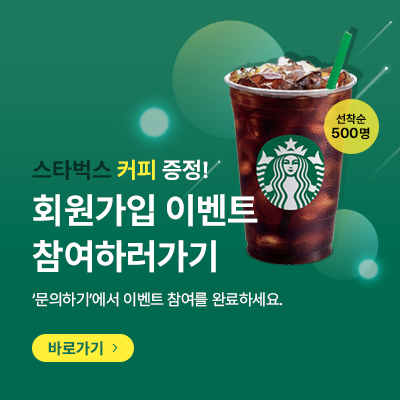 선착순
500명
스타벅스 커피 증정!
회원가입 이벤트
참여하러가기
‘문의하기’에서 이벤트 참여를 완료하세요.
바로가기 >